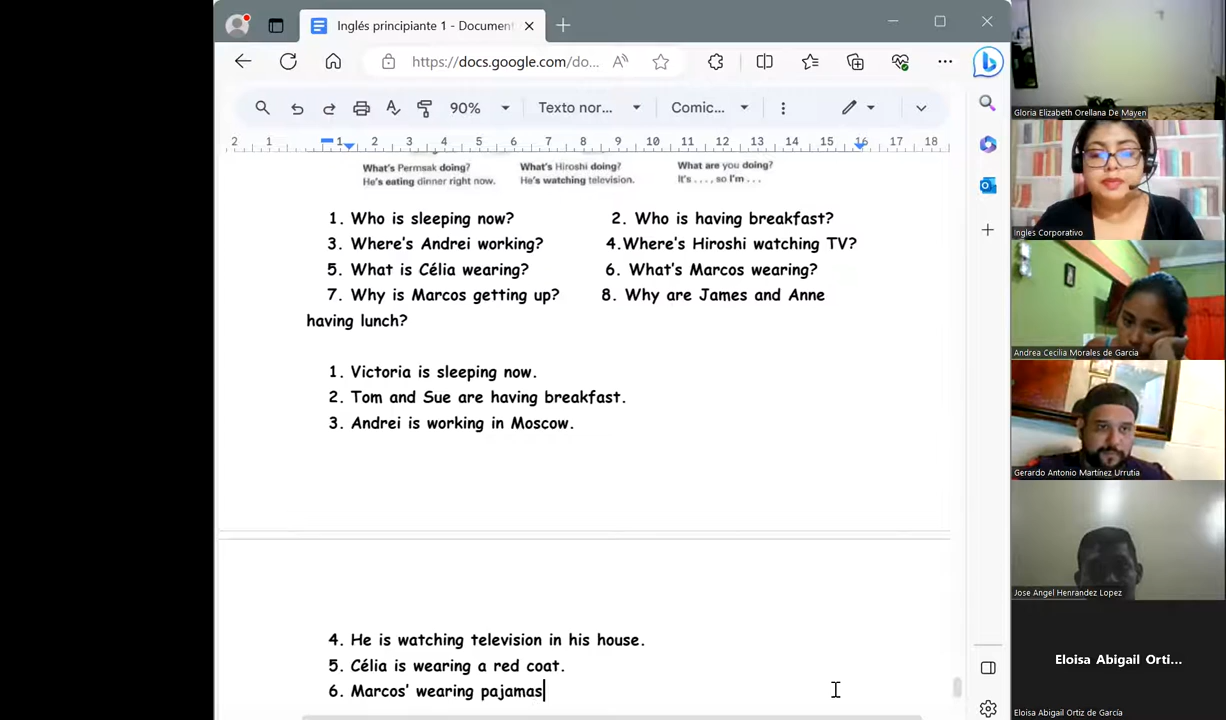 Inglés principiante 1 - Document
https://docs.google.com/do...
90%
Texto nor...
Comic...
2 1 1 2 3 4 5 6 7 8 9 10 11 12 13 14 15 16 17 18
What's Permsak doing? What's Hiroshi doing? What are you doing?
He's eating dinner right now. He's watching television. It's . . . , so I'm . . .
1. Who is sleeping now? 2. Who is having breakfast?
3. Where's Andrei working? 4.Where's Hiroshi watching TV?
5. What is Célia wearing? 6. What's Marcos wearing?
7. Why is Marcos getting up? 8. Why are James and Anne
having lunch?
1. Victoria is sleeping now.
2. Tom and Sue are having breakfast.
3. Andrei is working in Moscow.
4. He is watching television in his house.
5. Célia is wearing a red coat.
6. Marcos' wearing pajamas
Gloria Elizabeth Orellana De Mayen
Ingles Corporativo
Andrea Cecilia Morales de Garcia
Gerardo Antonio Martínez Urrutia
Jose Angel Henrandez Lopez
Eloisa Abigail Orti...
Eloisa Abigail Ortiz de García